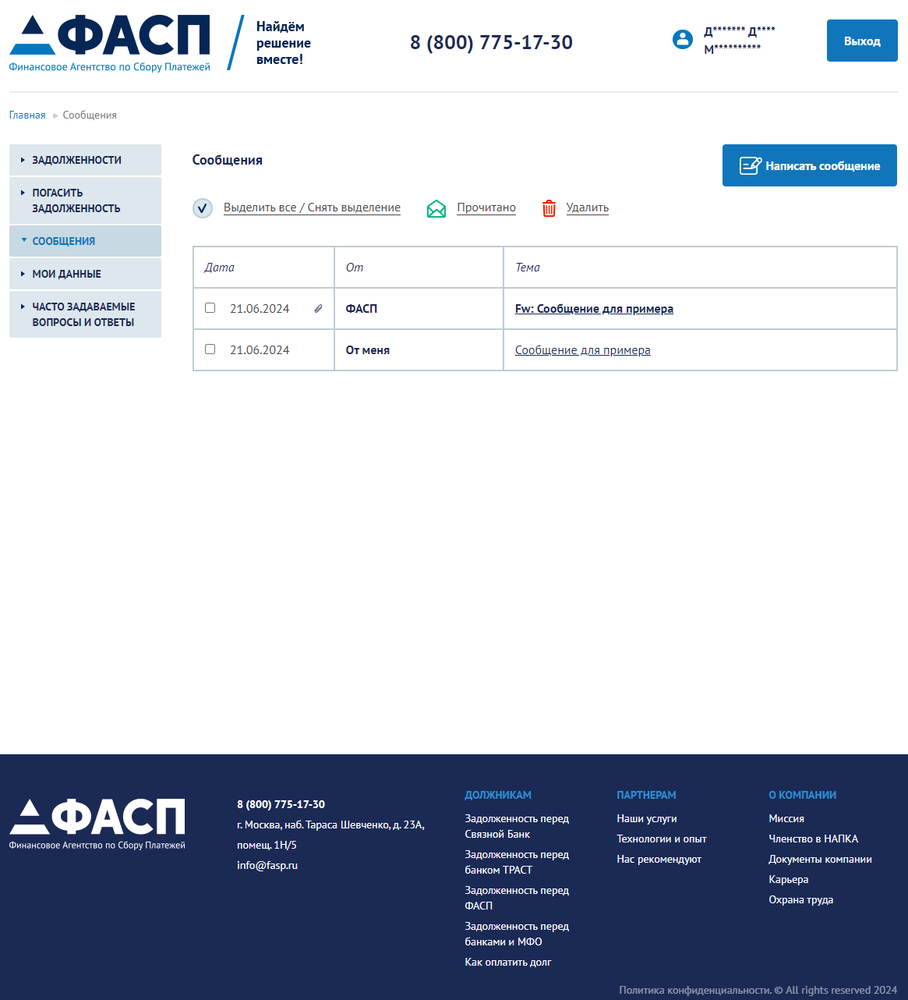 ФАСП
Финансовое Агентство по Сбору Платежей
Найдём
решение
вместе!
8 (800) 775-17-30
Д******* Д****
М**********
Выход
Главная
Сообщения
ЗАДОЛЖЕННОСТИ
ПОГАСИТЬ
ЗАДОЛЖЕННОСТЬ
СООБЩЕНИЯ
МОИ ДАННЫЕ
ЧАСТО ЗАДАВАЕМЫЕ
ВОПРОСЫ И ОТВЕТЫ
Сообщения
Написать сообщение
Выделить все / Снять выделение
Прочитано
Удалить
Дата От Тема
21.06.2024 ФАСП Fw: Сообщение для примера
21.06.2024 От меня Сообщение для примера
ФАСП
Финансовое Агентство по Сбору Платежей
8 (800) 775-17-30
г. Москва, наб. Тараса Шевченко, д. 23А,
помещ. 1Н/5
info@fasp.ru
ДОЛЖНИКАМ
Задолженность перед
Связной Банк
Задолженность перед
банком ТРАСТ
Задолженность перед
ФАСП
Задолженность перед
банками и МФО
Как оплатить долг
ПАРТНЕРАМ
Наши услуги
Технологии и опыт
Нас рекомендуют
О КОМПАНИИ
Миссия
Членство в НАПКА
Документы компании
Карьера
Охрана труда
Политика конфиденциальности. © All rights reserved 2024